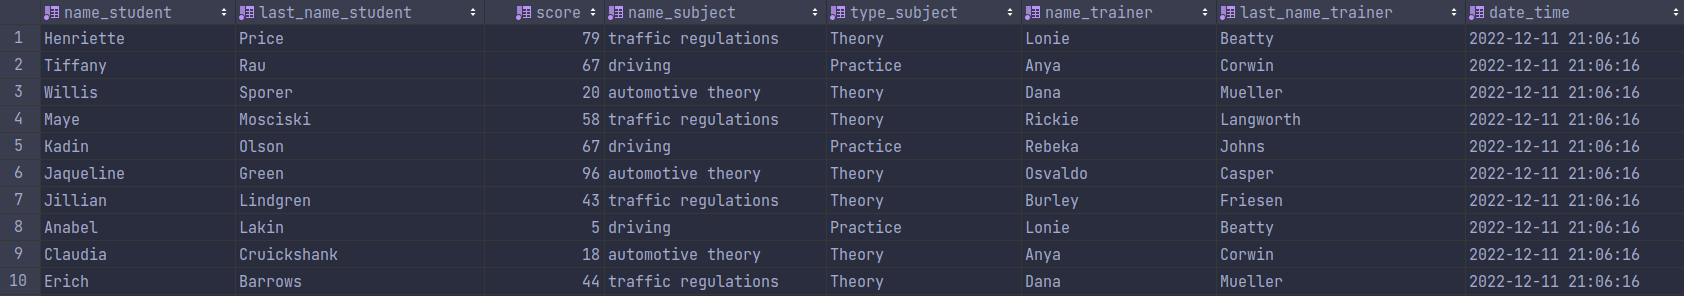 name_student last_name_student score name_subject type_subject name_trainer last_name_trainer date_time
1 Henriette Price 79 traffic regulations Theory Lonie Beatty 2022-12-11 21:06:16
2 Tiffany Rau 67 driving Practice Anya Corwin 2022-12-11 21:06:16
3 Willis Sporer 20 automotive theory Theory Dana Mueller 2022-12-11 21:06:16
4 Maye Mosciski 58 traffic regulations Theory Rickie Langworth 2022-12-11 21:06:16
5 Kadin Olson 67 driving Practice Rebeka Johns 2022-12-11 21:06:16
6 Jaqueline Green 96 automotive theory Theory Osvaldo Casper 2022-12-11 21:06:16
7 Jillian Lindgren 43 traffic regulations Theory Burley Friesen 2022-12-11 21:06:16
8 Anabel Lakin 5 driving Practice Lonie Beatty 2022-12-11 21:06:16
9 Claudia Cruickshank 18 automotive theory Theory Anya Corwin 2022-12-11 21:06:16
10 Erich Barrows 44 traffic regulations Theory Dana Mueller 2022-12-11 21:06:16